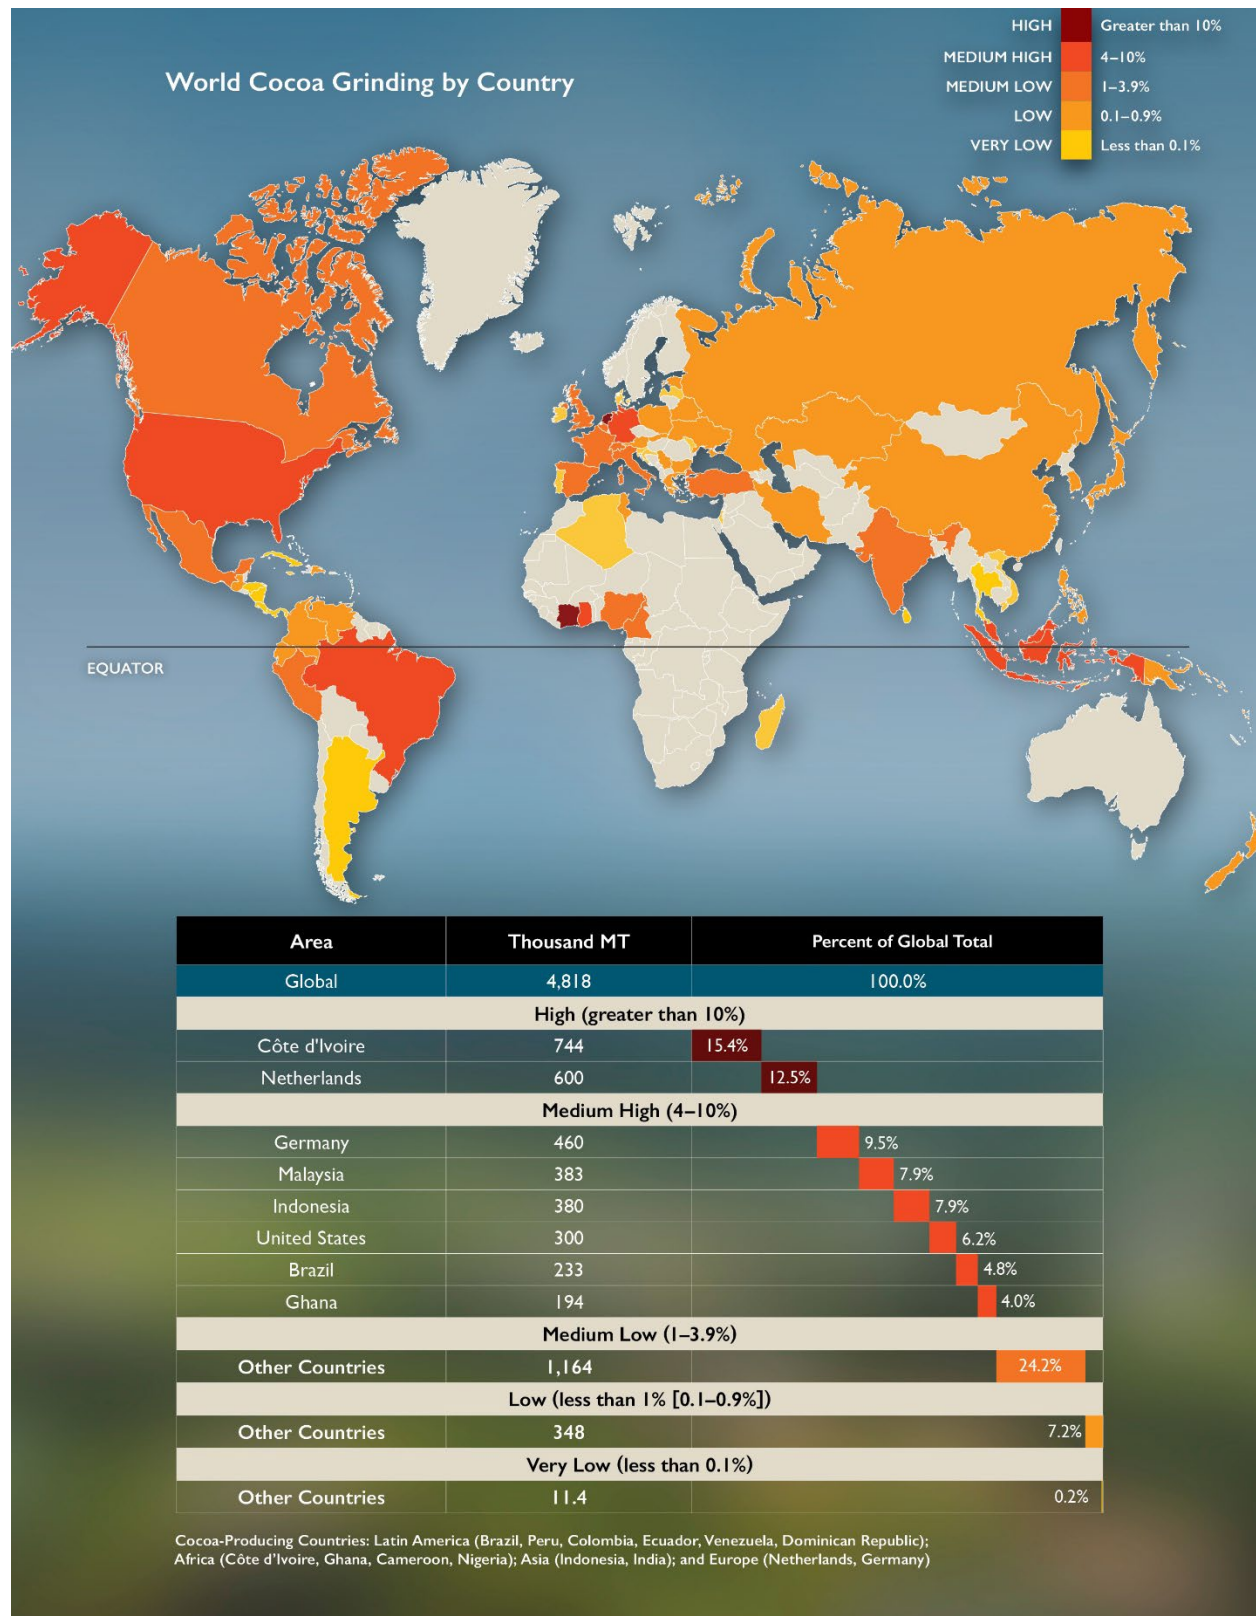 HIGH Greater than 10%
MEDIUM HIGH 4–10%
World Cocoa Grinding by Country
MEDIUM LOW 1–3.9%
LOW 0.1–0.9%
VERY LOW Less than 0.1%
EQUATOR
Area Thousand MT Percent of Global Total
Global 4,818 100.0%
High (greater than 10%)
Côte d'Ivoire 744 15.4%
Netherlands 600 12.5%
Medium High (4–10%)
Germany 460 9.5%
Malaysia 383 7.9%
Indonesia 380 7.9%
United States 300 6.2%
Brazil 233 4.8%
Ghana 194 4.0%
Medium Low (1–3.9%)
Other Countries 1,164 24.2%
Low (less than 1% [0.1–0.9%])
Other Countries 348 7.2%
Very Low (less than 0.1%)
Other Countries 11.4 0.2%
Cocoa-Producing Countries: Latin America (Brazil, Peru, Colombia, Ecuador, Venezuela, Dominican Republic);
Africa (Côte d'Ivoire, Ghana, Cameroon, Nigeria); Asia (Indonesia, India); and Europe (Netherlands, Germany)